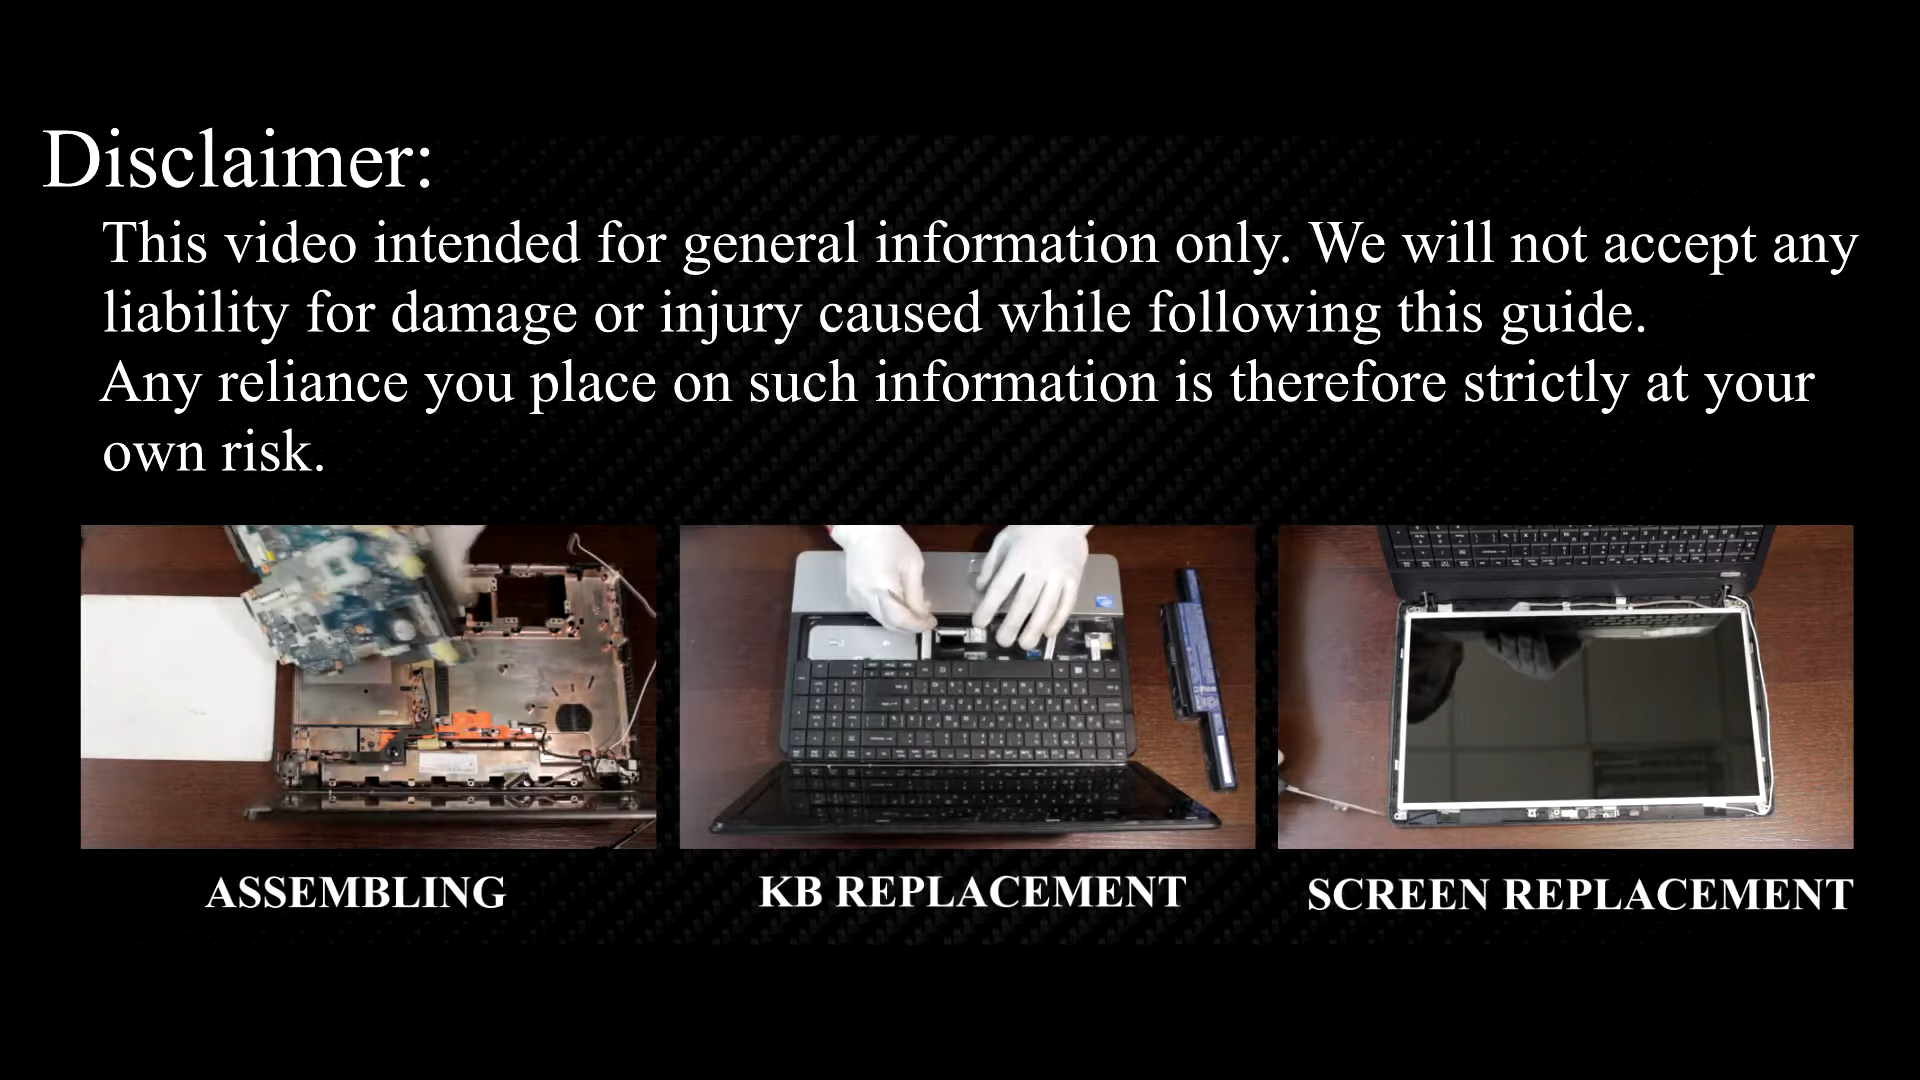 Disclaimer:
This video intended for general information only. We will not accept any
liability for damage or injury caused while following this guide.
Any reliance you place on such information is therefore strictly at your
own risk.
ASSEMBLING
KB REPLACEMENT
SCREEN REPLACEMENT